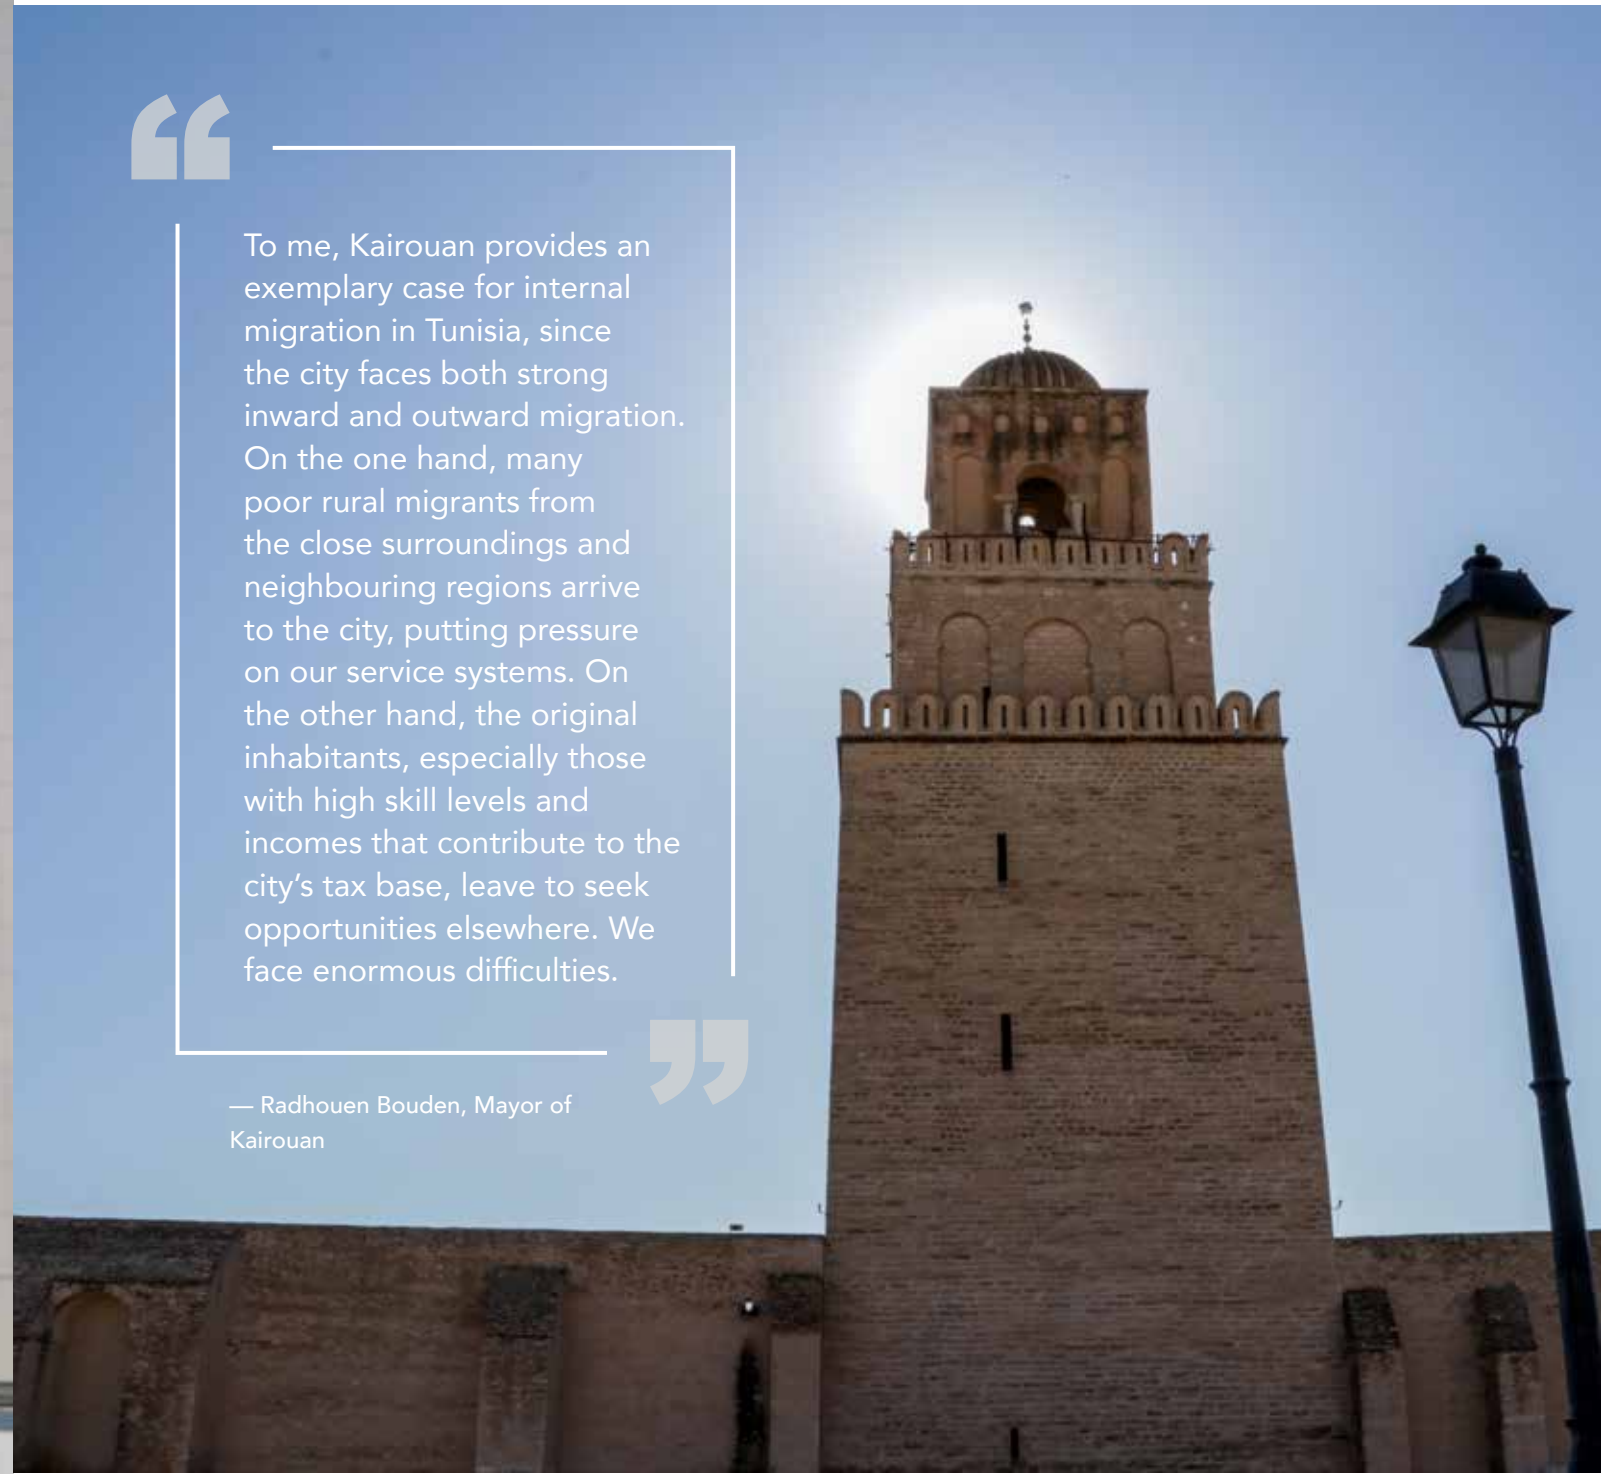 “
To me, Kairouan provides an
exemplary case for internal
migration in Tunisia, since
the city faces both strong
inward and outward migration.
On the one hand, many
poor rural migrants from
the close surroundings and
neighbouring regions arrive
to the city, putting pressure
on our service systems. On
the other hand, the original
inhabitants, especially those
with high skill levels and
incomes that contribute to the
city’s tax base, leave to seek
opportunities elsewhere. We
face enormous difficulties.
”
— Radhouen Bouden, Mayor of
Kairouan